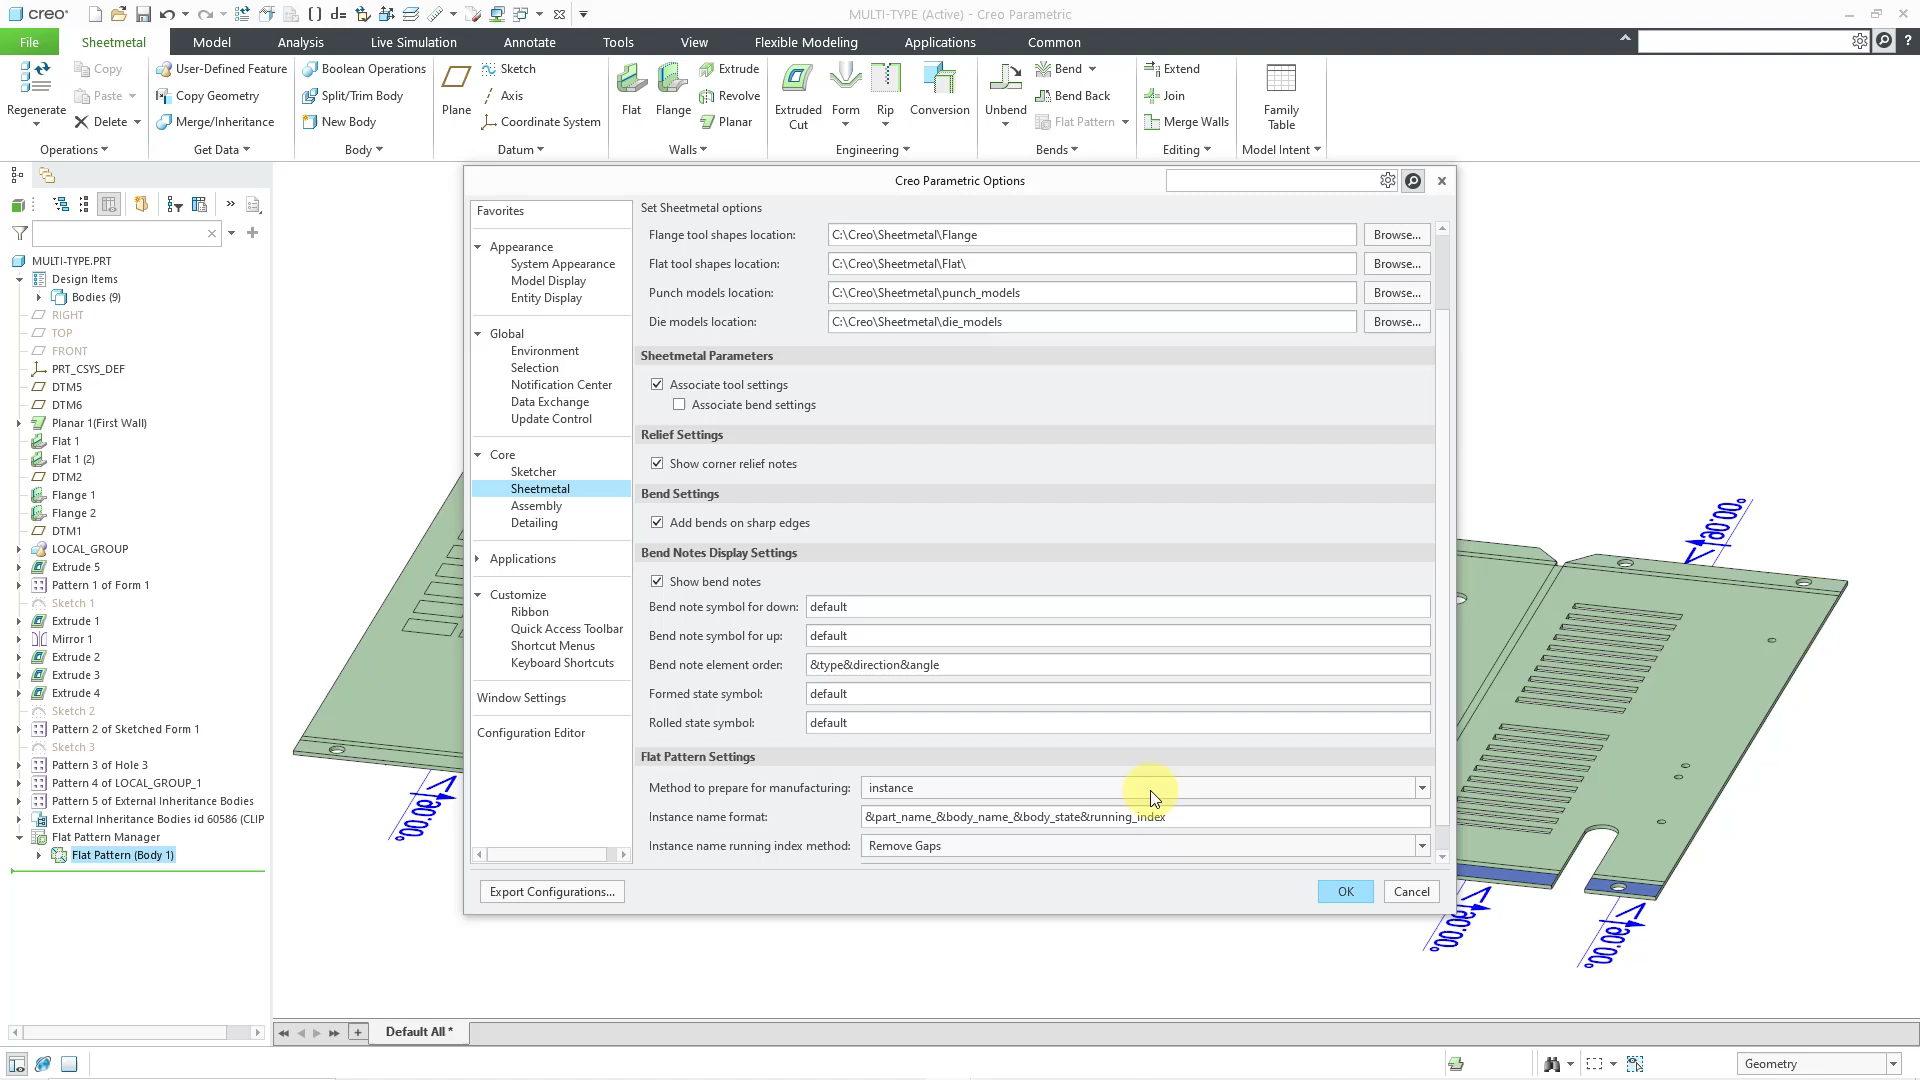 creo
d=
MULTI-TYPE (Active) - Creo Parametric
File
Sheetmetal
Model
Analysis
Live Simulation
Annotate
Tools
View
Flexible Modeling
Applications
Common
Regenerate
Copy
Paste
Delete
Operations
User-Defined Feature
Copy Geometry
Merge/Inheritance
Get Data
Boolean Operations
Split/Trim Body
New Body
Body
Plane
Sketch
Axis
Coordinate System
Datum
Flat
Flange
Extrude
Revolve
Planar
Walls
Extruded
Cut
Form
Rip
Conversion
Engineering
Unbend
Bend
Bend Back
Flat Pattern
Bends
Extend
Join
Merge Walls
Editing
Family
Table
Model Intent
MULTI-TYPE.PRT
Design Items
Bodies (9)
RIGHT
TOP
FRONT
PRT_CSYS_DEF
DTM5
DTM6
Planar 1(First Wall)
Flat 1
Flat 1 (2)
DTM2
Flange 1
Flange 2
DTM1
LOCAL_GROUP
Extrude 5
Pattern 1 of Form 1
Sketch 1
Extrude 1
Mirror 1
Extrude 2
Extrude 3
Extrude 4
Sketch 2
Pattern 2 of Sketched Form 1
Sketch 3
Pattern 3 of Hole 3
Pattern 4 of LOCAL_GROUP_1
Pattern 5 of External Inheritance Bodies
External Inheritance Bodies id 60586 (CLIP
Flat Pattern Manager
Flat Pattern (Body 1)
Creo Parametric Options
Favorites
Appearance
System Appearance
Model Display
Entity Display
Global
Environment
Selection
Notification Center
Data Exchange
Update Control
Core
Sketcher
Sheetmetal
Assembly
Detailing
Applications
Customize
Ribbon
Quick Access Toolbar
Shortcut Menus
Keyboard Shortcuts
Window Settings
Configuration Editor
Set Sheetmetal options
Flange tool shapes location: C:\Creo\Sheetmetal\Flange Browse...
Flat tool shapes location: C:\Creo\Sheetmetal\Flat\ Browse...
Punch models location: C:\Creo\Sheetmetal\punch_models Browse...
Die models location: C:\Creo\Sheetmetal\die_models Browse...
Sheetmetal Parameters
Associate tool settings
Associate bend settings
Relief Settings
Show corner relief notes
Bend Settings
Add bends on sharp edges
Bend Notes Display Settings
Show bend notes
Bend note symbol for down: default
Bend note symbol for up: default
Bend note element order: &type&direction&angle
Formed state symbol: default
Rolled state symbol: default
Flat Pattern Settings
Method to prepare for manufacturing: instance
Instance name format: &part_name_&body_name_&body_state&running_index
Instance name running index method: Remove Gaps
Export Configurations...
OK
Cancel
90.00°
90.00°
90.00°
90.00°
Default All *
Geometry